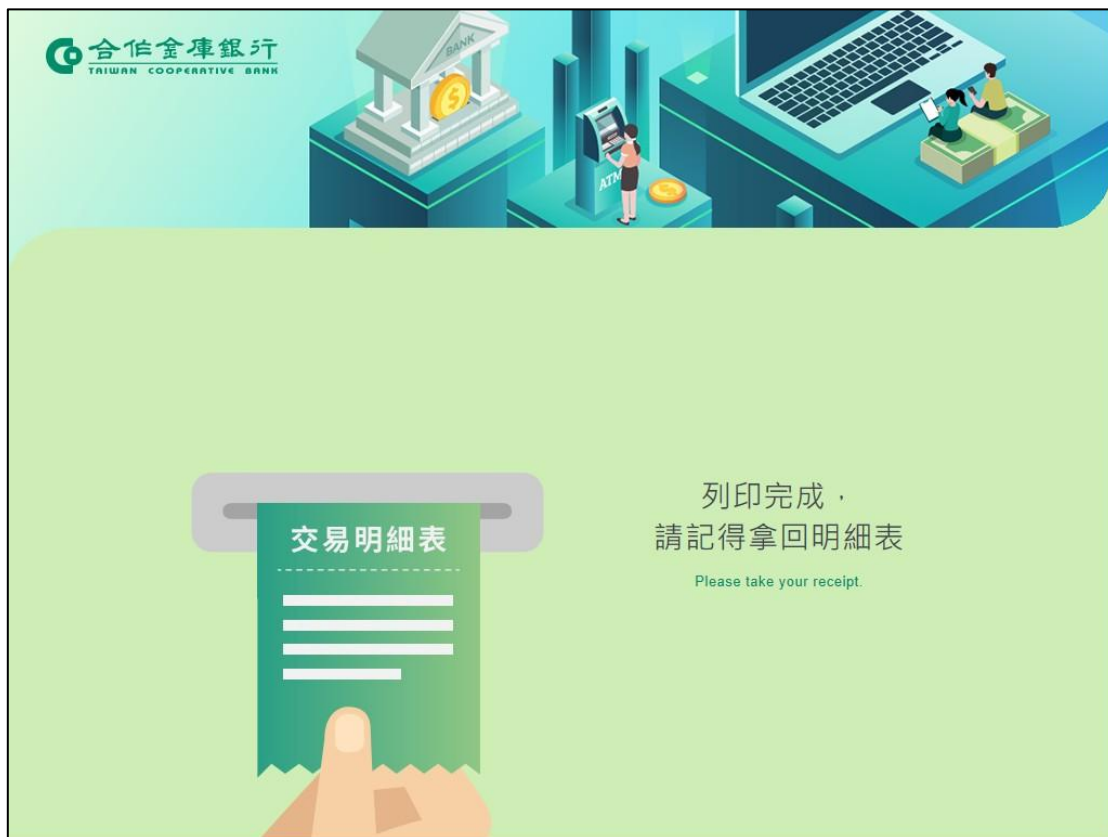 合作金庫銀行
TAIWAN COOPERATIVE BANK
BANK
ATM
交易明細表
列印完成，
請記得拿回明細表
Please take your receipt.